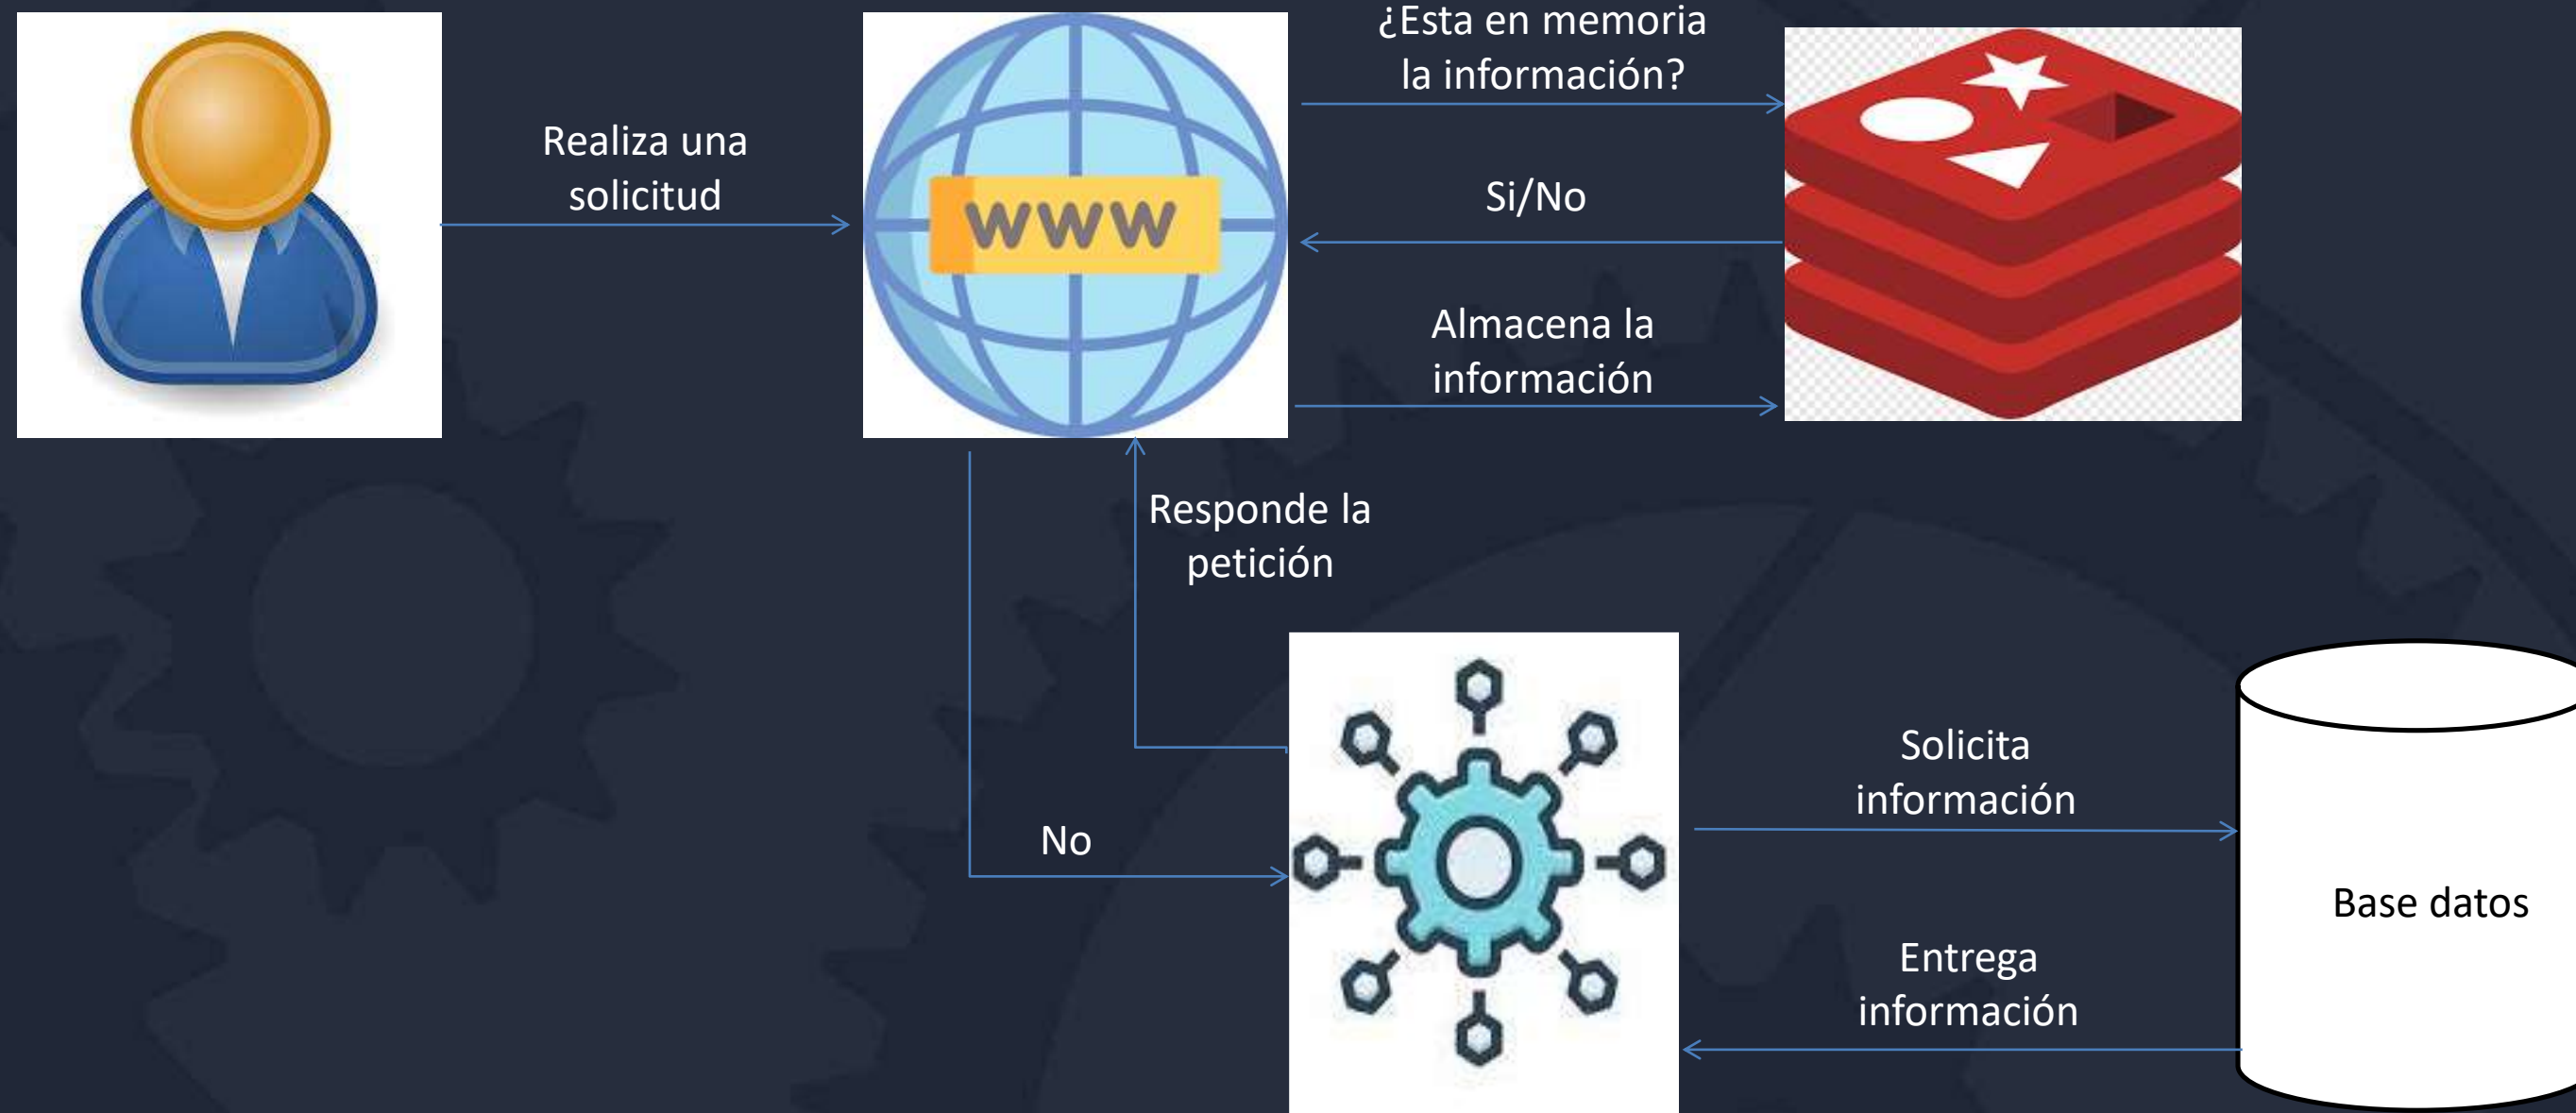 Realiza una
solicitud
WWW
¿Esta en memoria
la información?
Si/No
Almacena la
información
Responde la
petición
No
Solicita
información
Entrega
información
Base datos